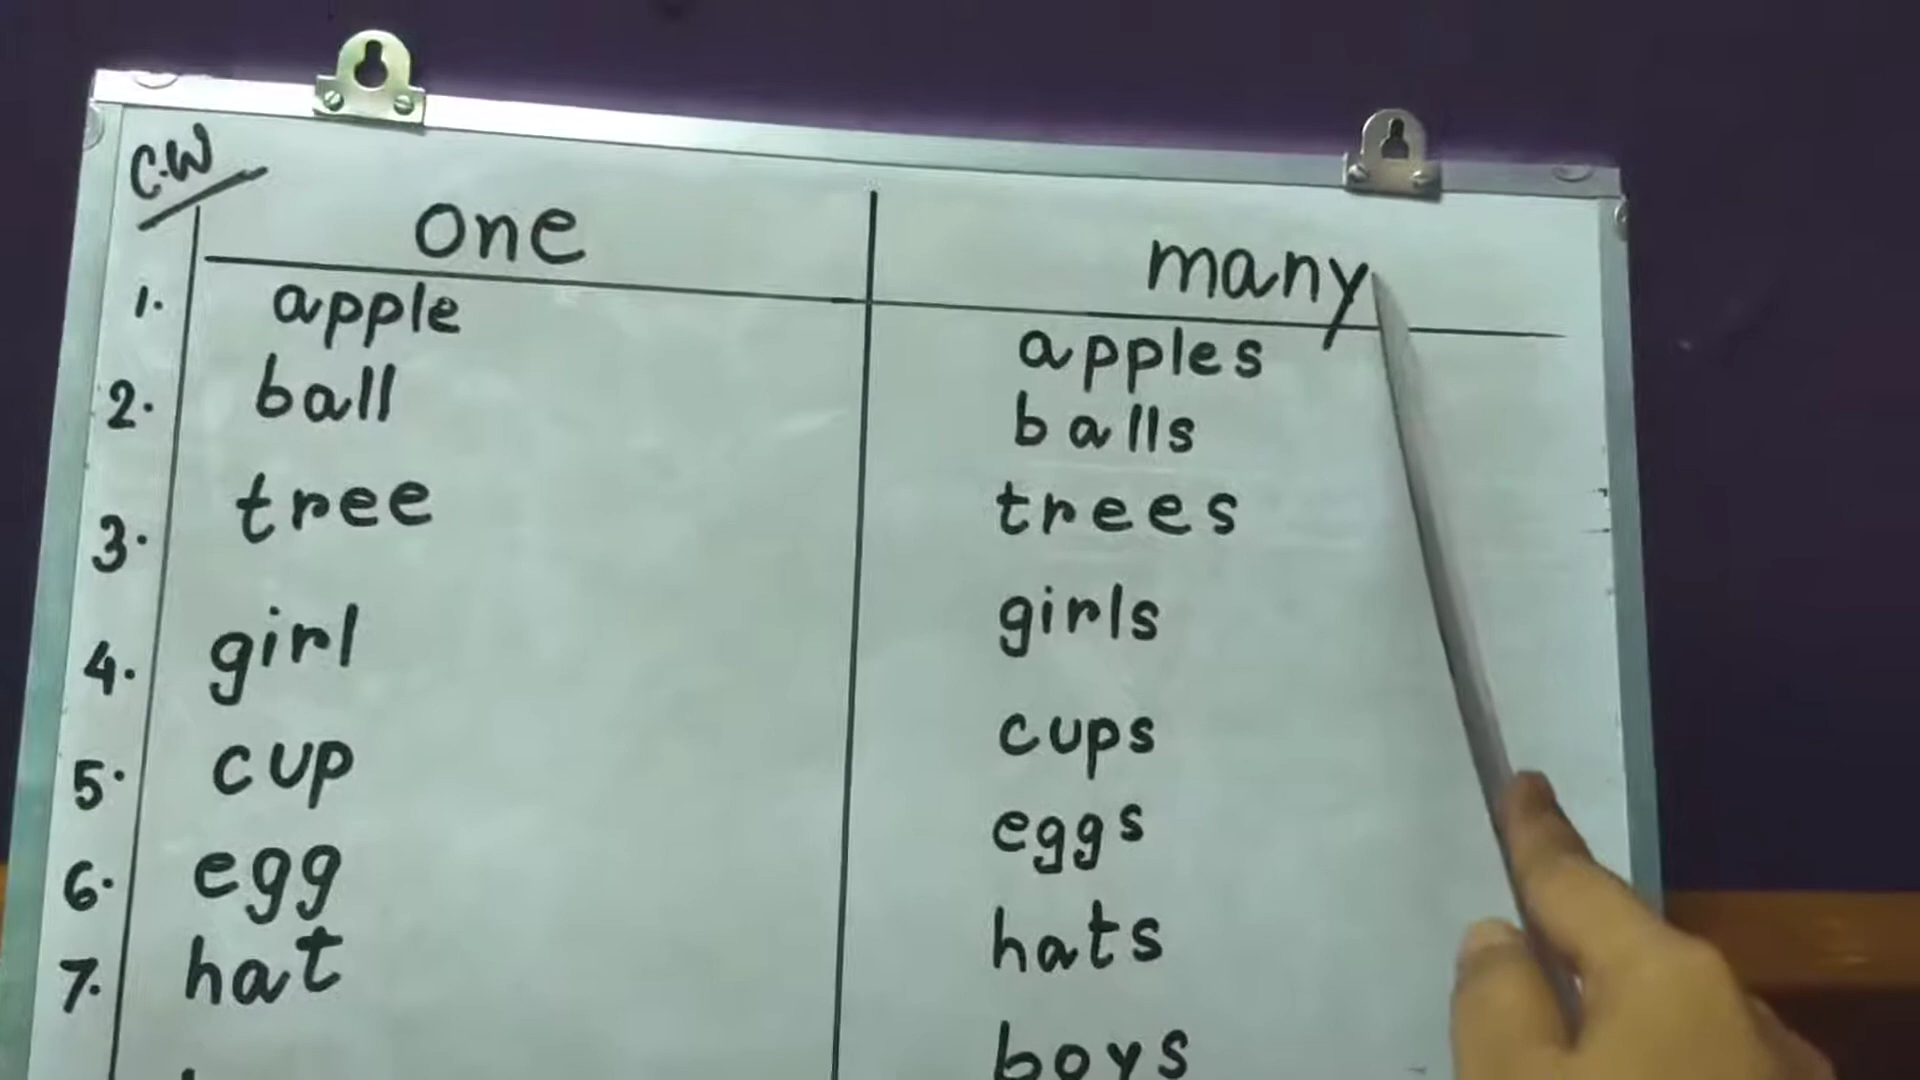 C.W
one many
1. apple apples
2. ball balls
3. tree trees
4. girl girls
5. cup cups
6. egg eggs
7. hat hats
boys